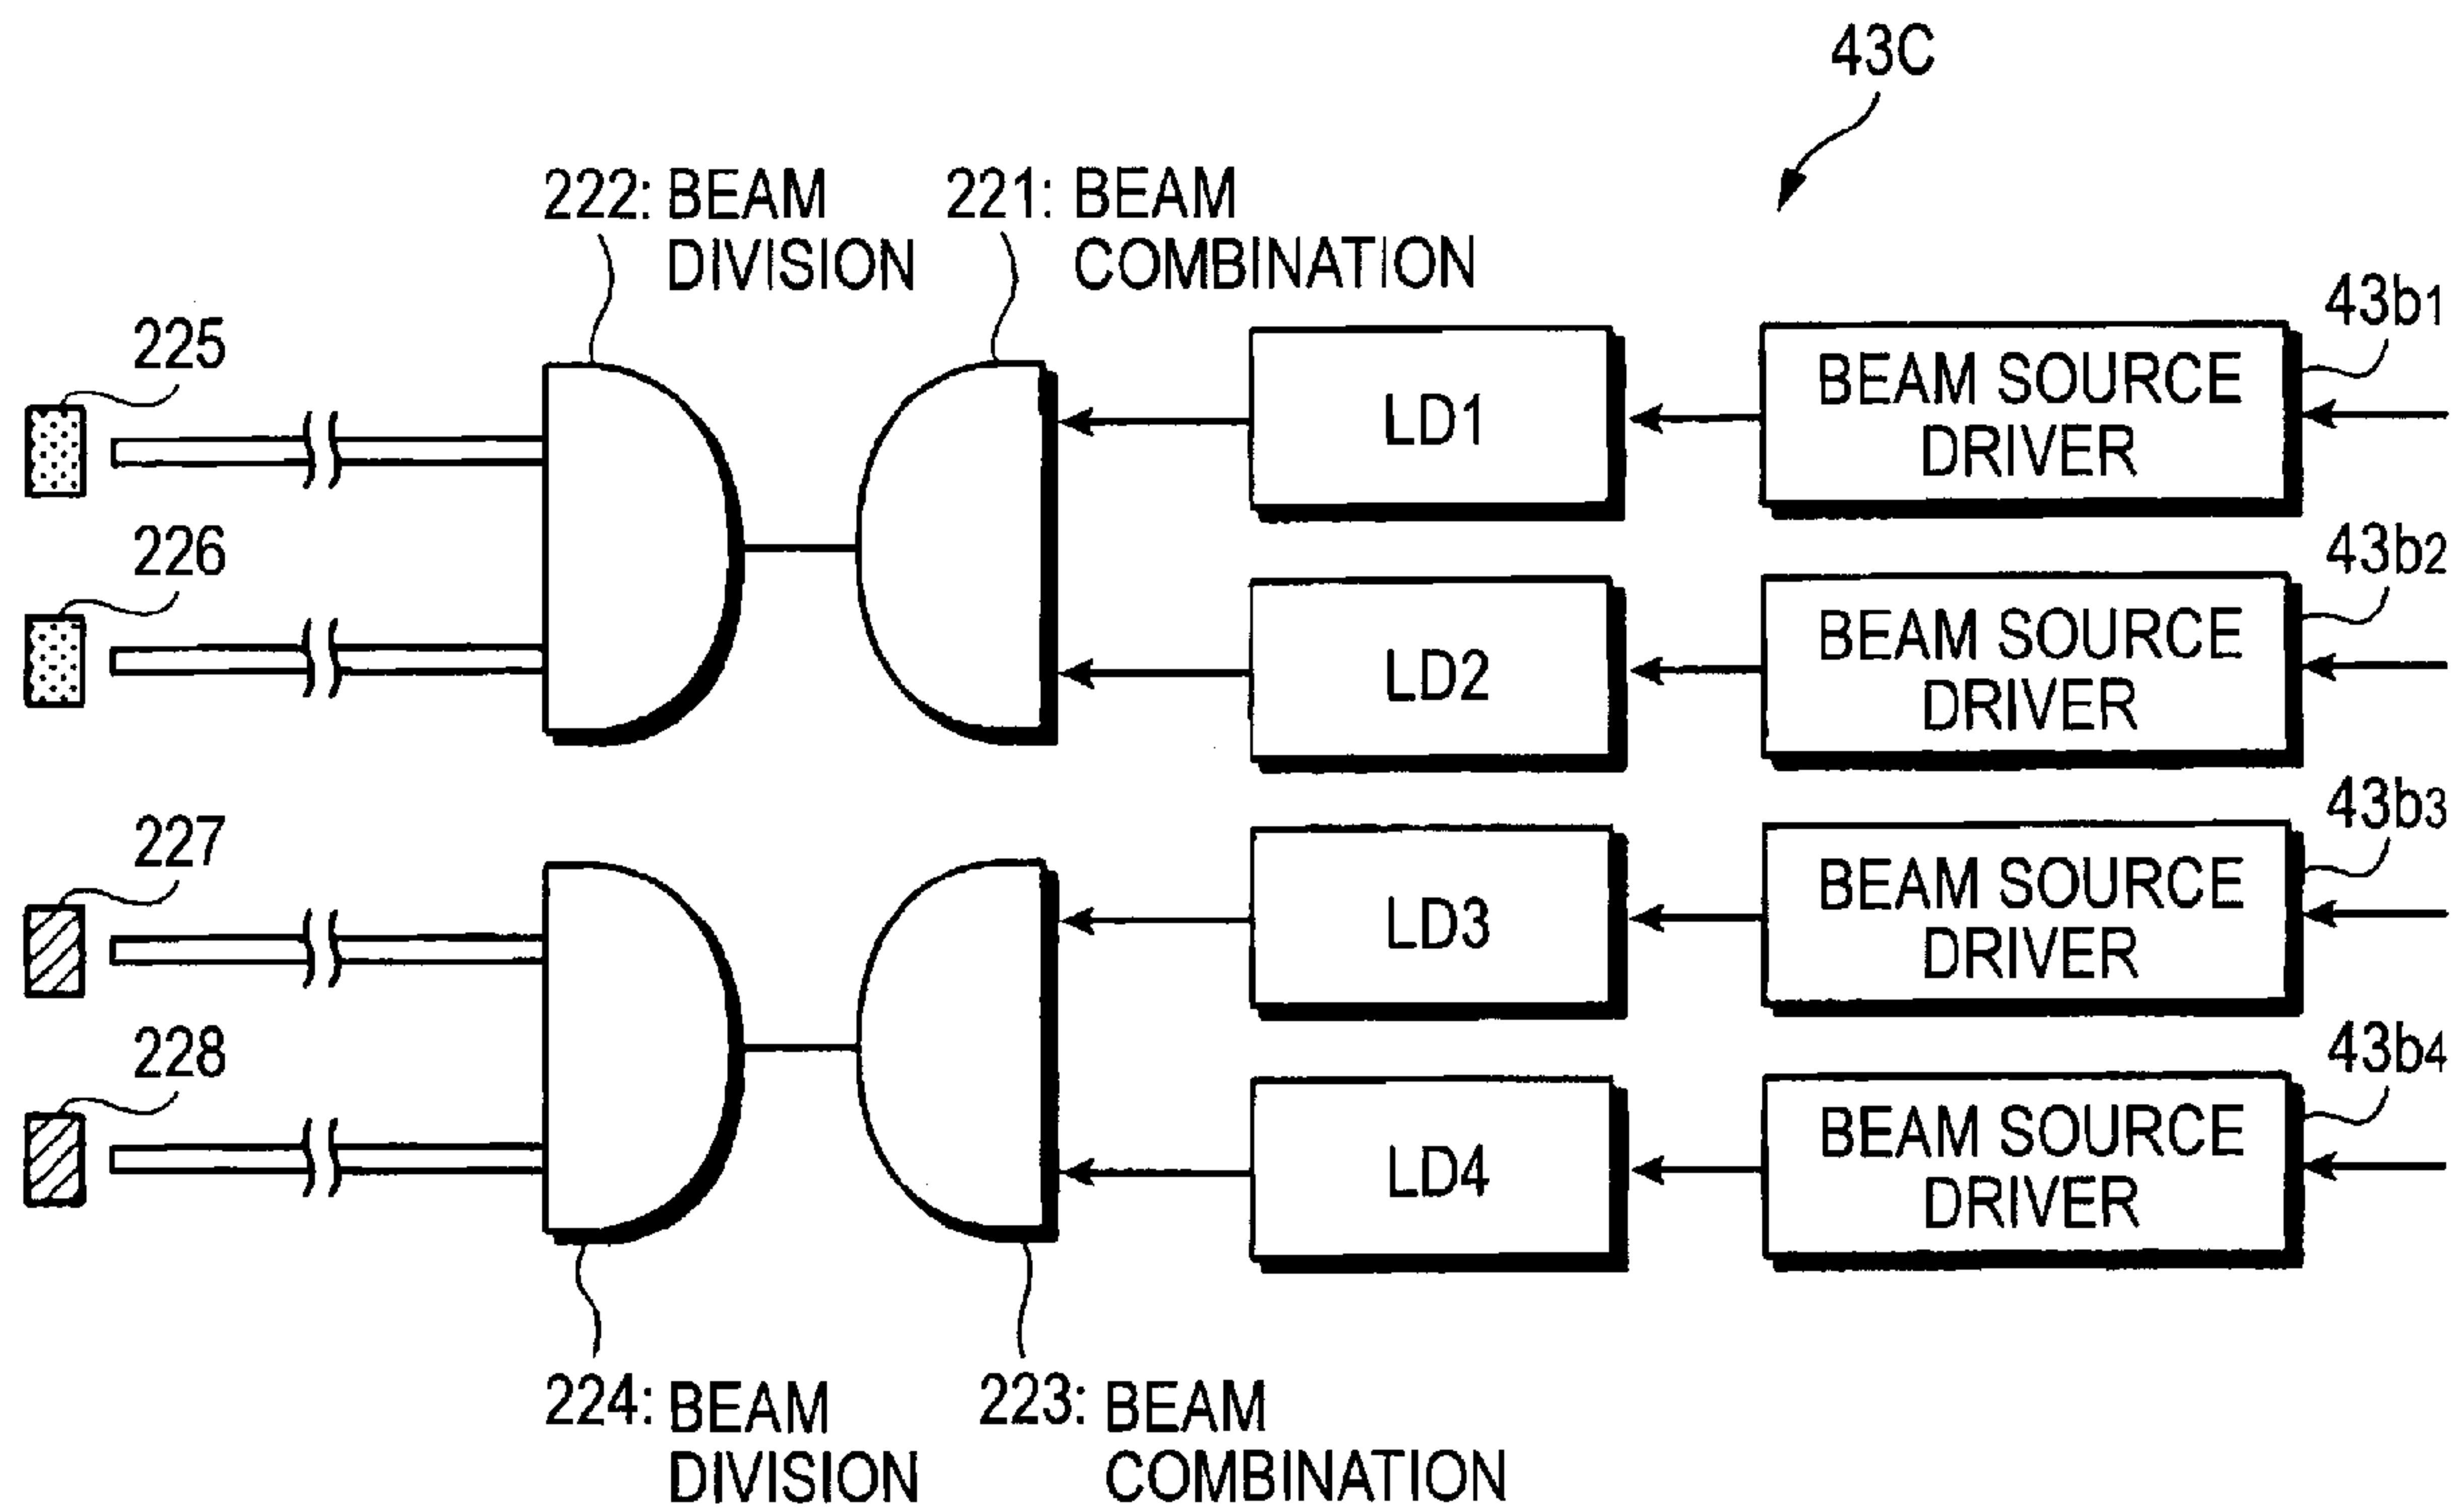 43C
222: BEAM
DIVISION
221: BEAM
COMBINATION
225
226
227
228
LD1
LD2
LD3
LD4
BEAM SOURCE
DRIVER
43b1
BEAM SOURCE
DRIVER
43b2
BEAM SOURCE
DRIVER
43b3
BEAM SOURCE
DRIVER
43b4
224: BEAM
DIVISION
223: BEAM
COMBINATION